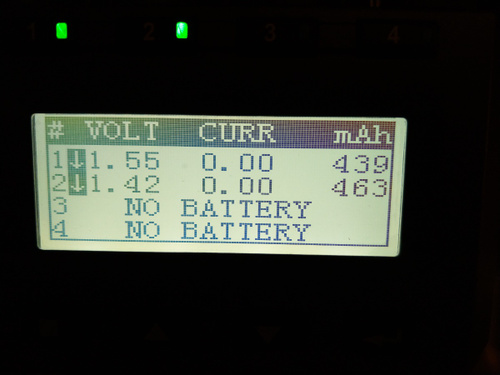 1 2 3 4
# VOLT CURR mAh
1↓1.55 0.00 439
2↓1.42 0.00 463
3 NO BATTERY
4 NO BATTERY